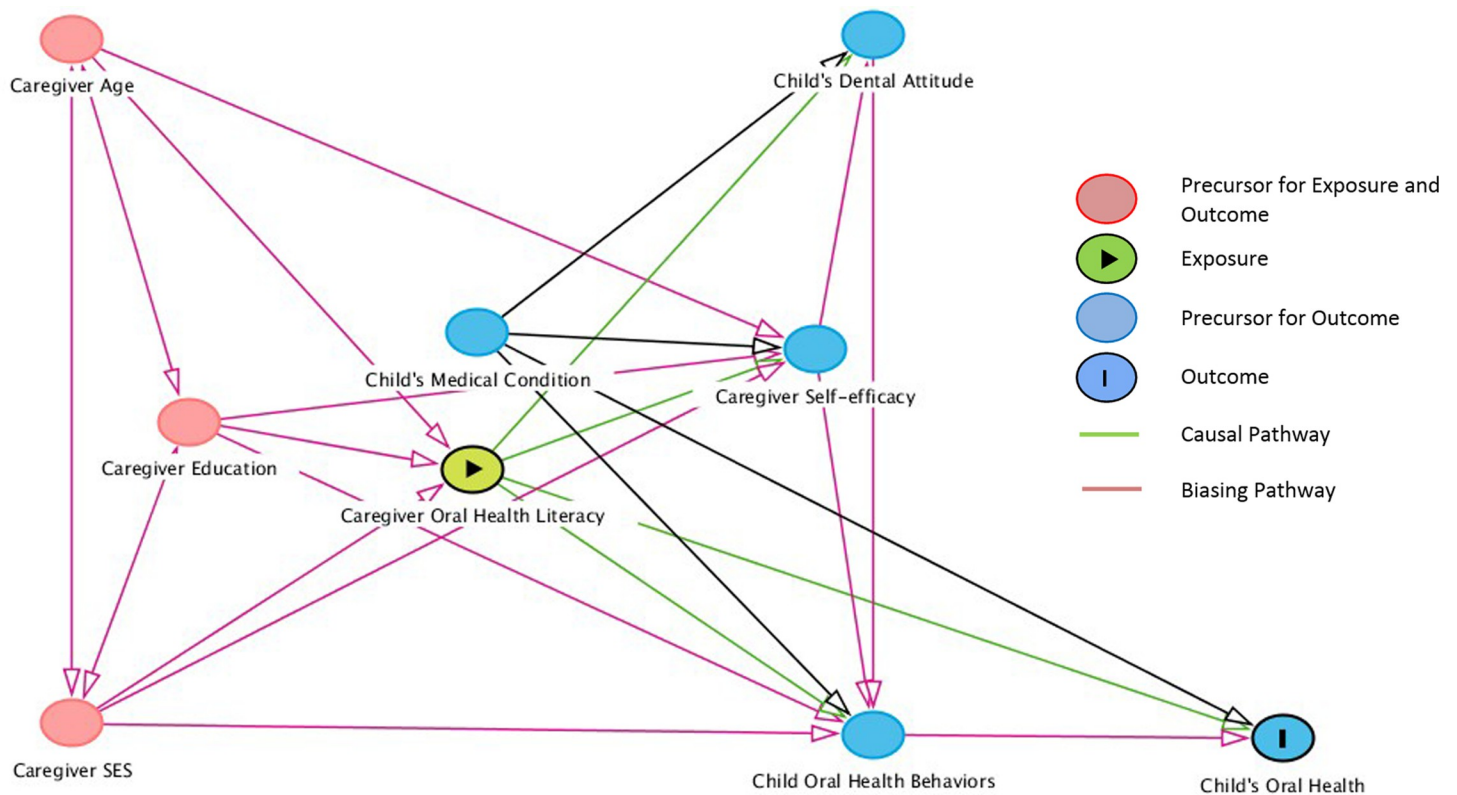 Caregiver Age
Child's Dental Attitude
Precursor for Exposure and
Outcome
Exposure
Precursor for Outcome
Outcome
Causal Pathway
Biasing Pathway
Child's Medical Condition
Caregiver Self-efficacy
Caregiver Education
Caregiver Oral Health Literacy
Caregiver SES
Child Oral Health Behaviors
Child's Oral Health